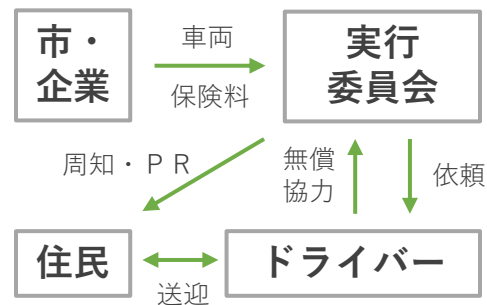 市・
企業
車両
保険料
実行
委員会
周知・ＰＲ
無償
協力
依頼
住民
送迎
ドライバー